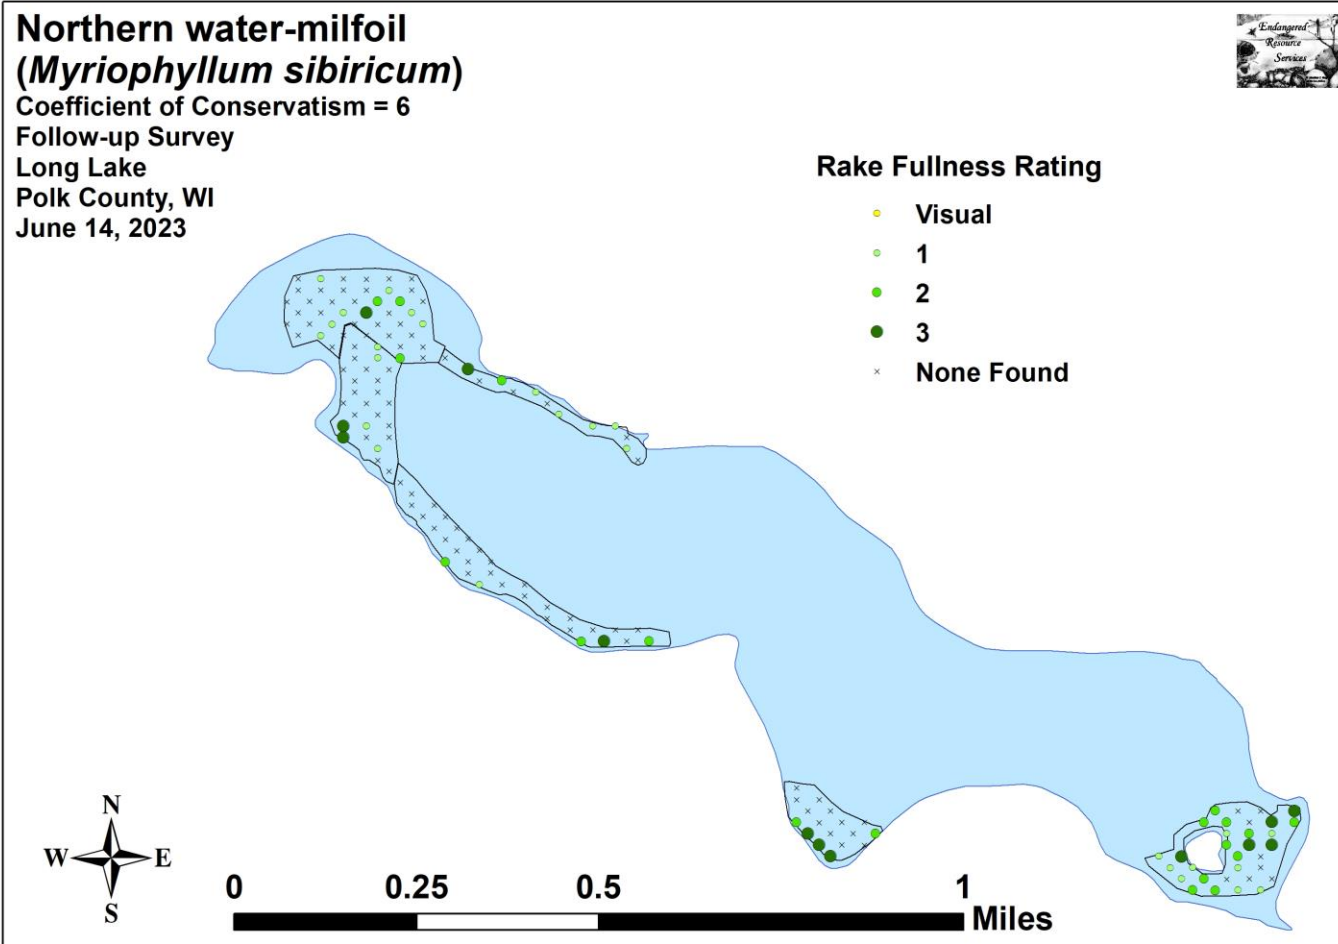 Northern water-milfoil
(Myriophyllum sibiricum)
Coefficient of Conservatism = 6
Follow-up Survey
Long Lake
Polk County, WI
June 14, 2023
Endangered
Resource
Services
Rake Fullness Rating
Visual
1
2
3
None Found
N
W E
S
0 0.25 0.5 1
Miles